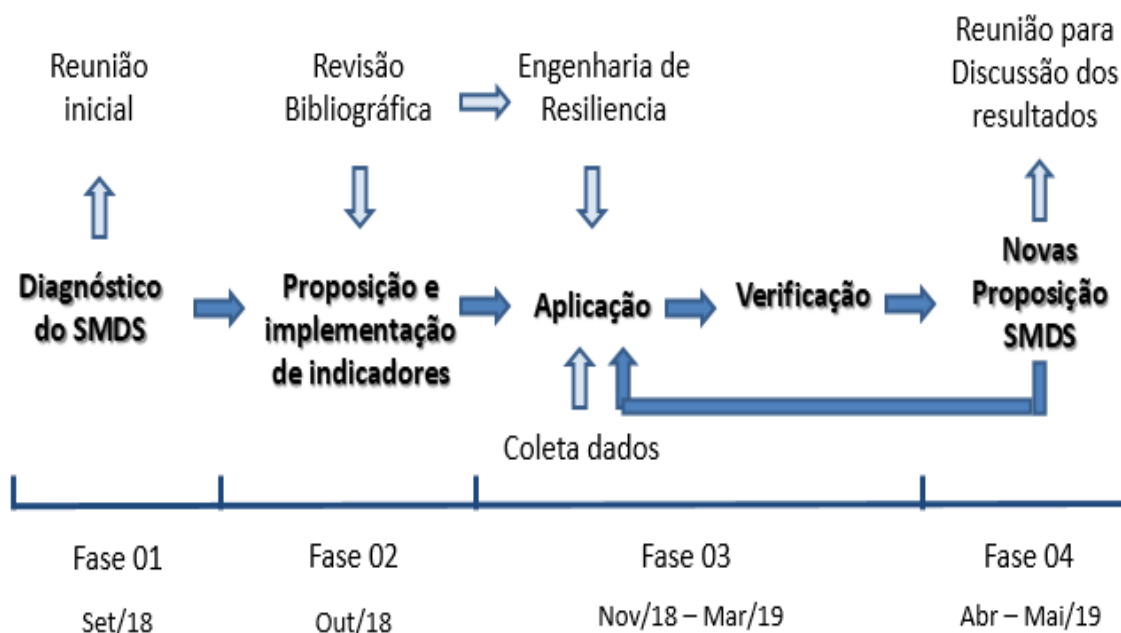 Reunião
inicial
Revisão
Bibliográfica
Engenharia de
Resiliencia
Reunião para
Discussão dos
resultados
Diagnóstico
do SMDS
Proposição e
implementação
de indicadores
Aplicação
Verificação
Novas
Proposição
SMDS
Coleta dados
Fase 01
Fase 02
Fase 03
Fase 04
Set/18
Out/18
Nov/18 – Mar/19
Abr – Mai/19